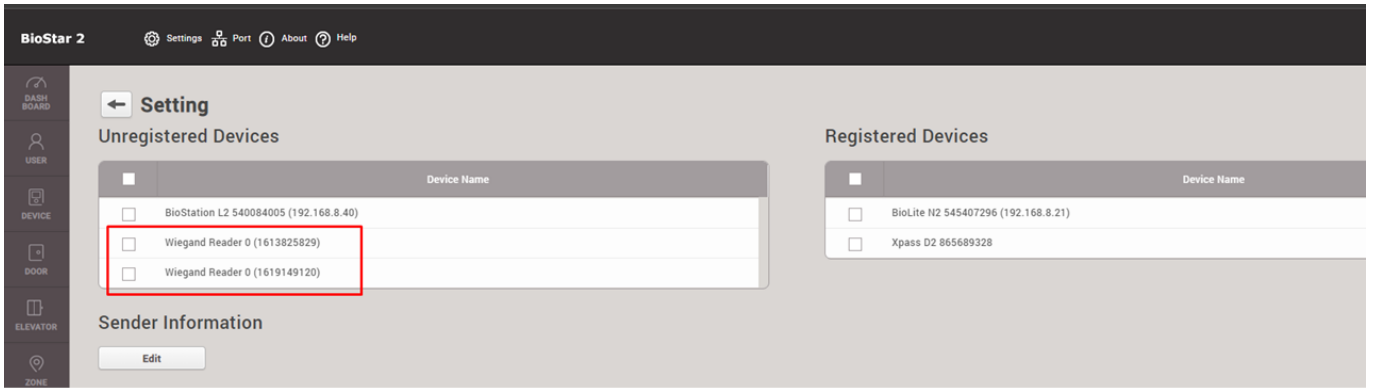 BioStar 2
Settings Port About Help
DASH
BOARD
USER
DEVICE
DOOR
ELEVATOR
ZONE
Setting
Unregistered Devices
Device Name
BioStation L2 540084005 (192.168.8.40)
Wiegand Reader 0 (1613825829)
Wiegand Reader 0 (1619149120)
Registered Devices
Device Name
BioLite N2 545407296 (192.168.8.21)
Xpass D2 865689328
Sender Information
Edit